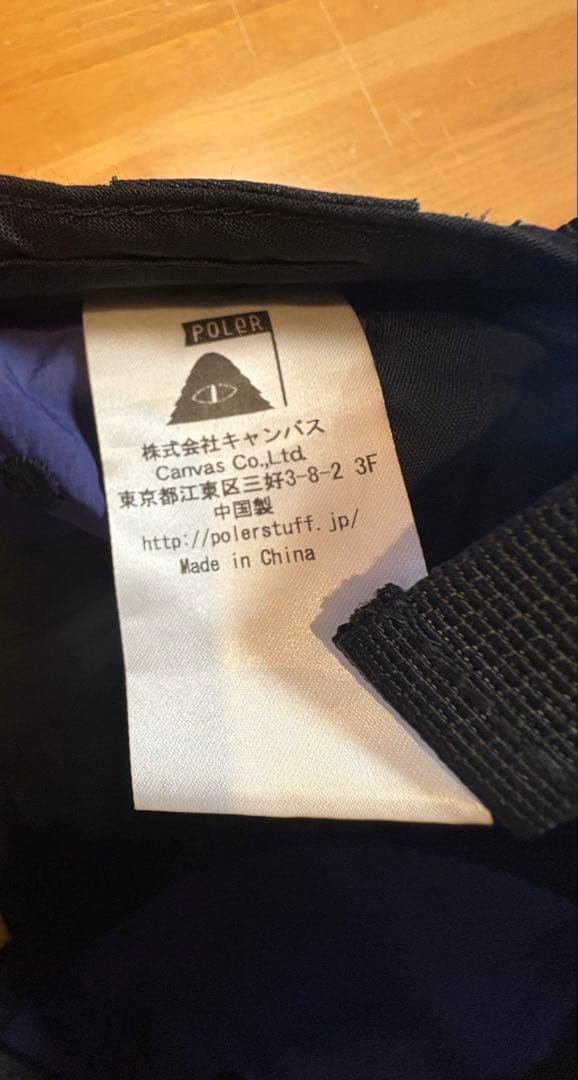 POLeR
株式会社キャンバス
Canvas Co.,Ltd.
東京都江東区三好3-8-2 3F
中国製
http://polerstuff.jp/
Made in China